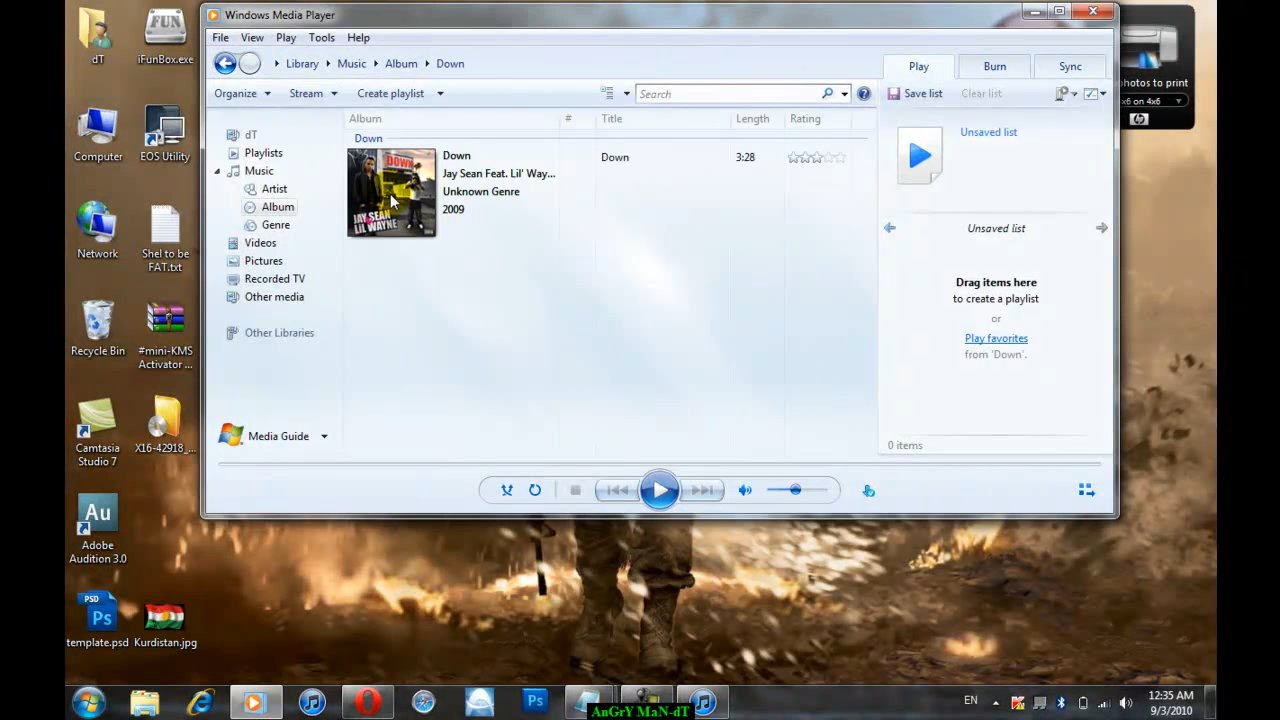 Windows Media Player
File View Play Tools Help
Library Music Album Down
Play Burn Sync
Organize Stream Create playlist
Search
Save list Clear list
Album # Title Length Rating
dT
Playlists
Music
Artist
Album
Genre
Videos
Pictures
Recorded TV
Other media
Other Libraries
Media Guide
Down
Down
Jay Sean Feat. Lil' Way...
Unknown Genre
2009
Down 3:28
DOWN
JAY SEAN
LIL WAYNE
Unsaved list
Unsaved list
Drag items here
to create a playlist
or
Play favorites
from 'Down'.
0 items
dT
FUN
iFunBox.exe
Computer
EOS Utility
Network
Shel to be
FAT.txt
Recycle Bin
#mini-KMS
Activator ...
Camtasia
Studio 7
X16-42918_...
Au
Adobe
Audition 3.0
PSD
Ps
template.psd
Kurdistan.jpg
photos to print
x6 on 4x6
hp
Ps
EN
12:35 AM
9/3/2010
AnGrY MaN-dT